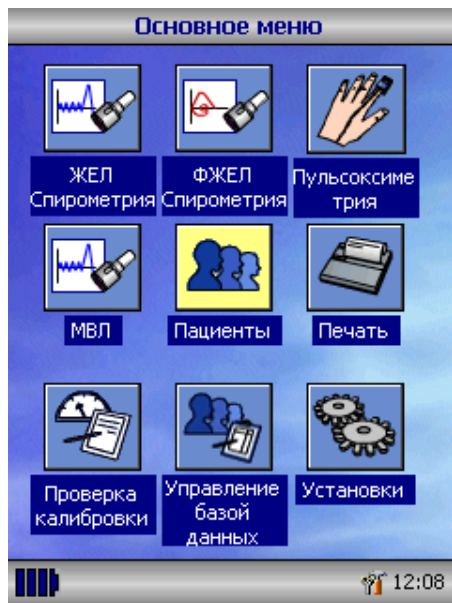 Основное меню
ЖЕЛ
Спирометрия
ФЖЕЛ
Спирометрия
Пульсоксиме
трия
МВЛ
Пациенты
Печать
Проверка
калибровки
Управление
базой
данных
Установки
12:08